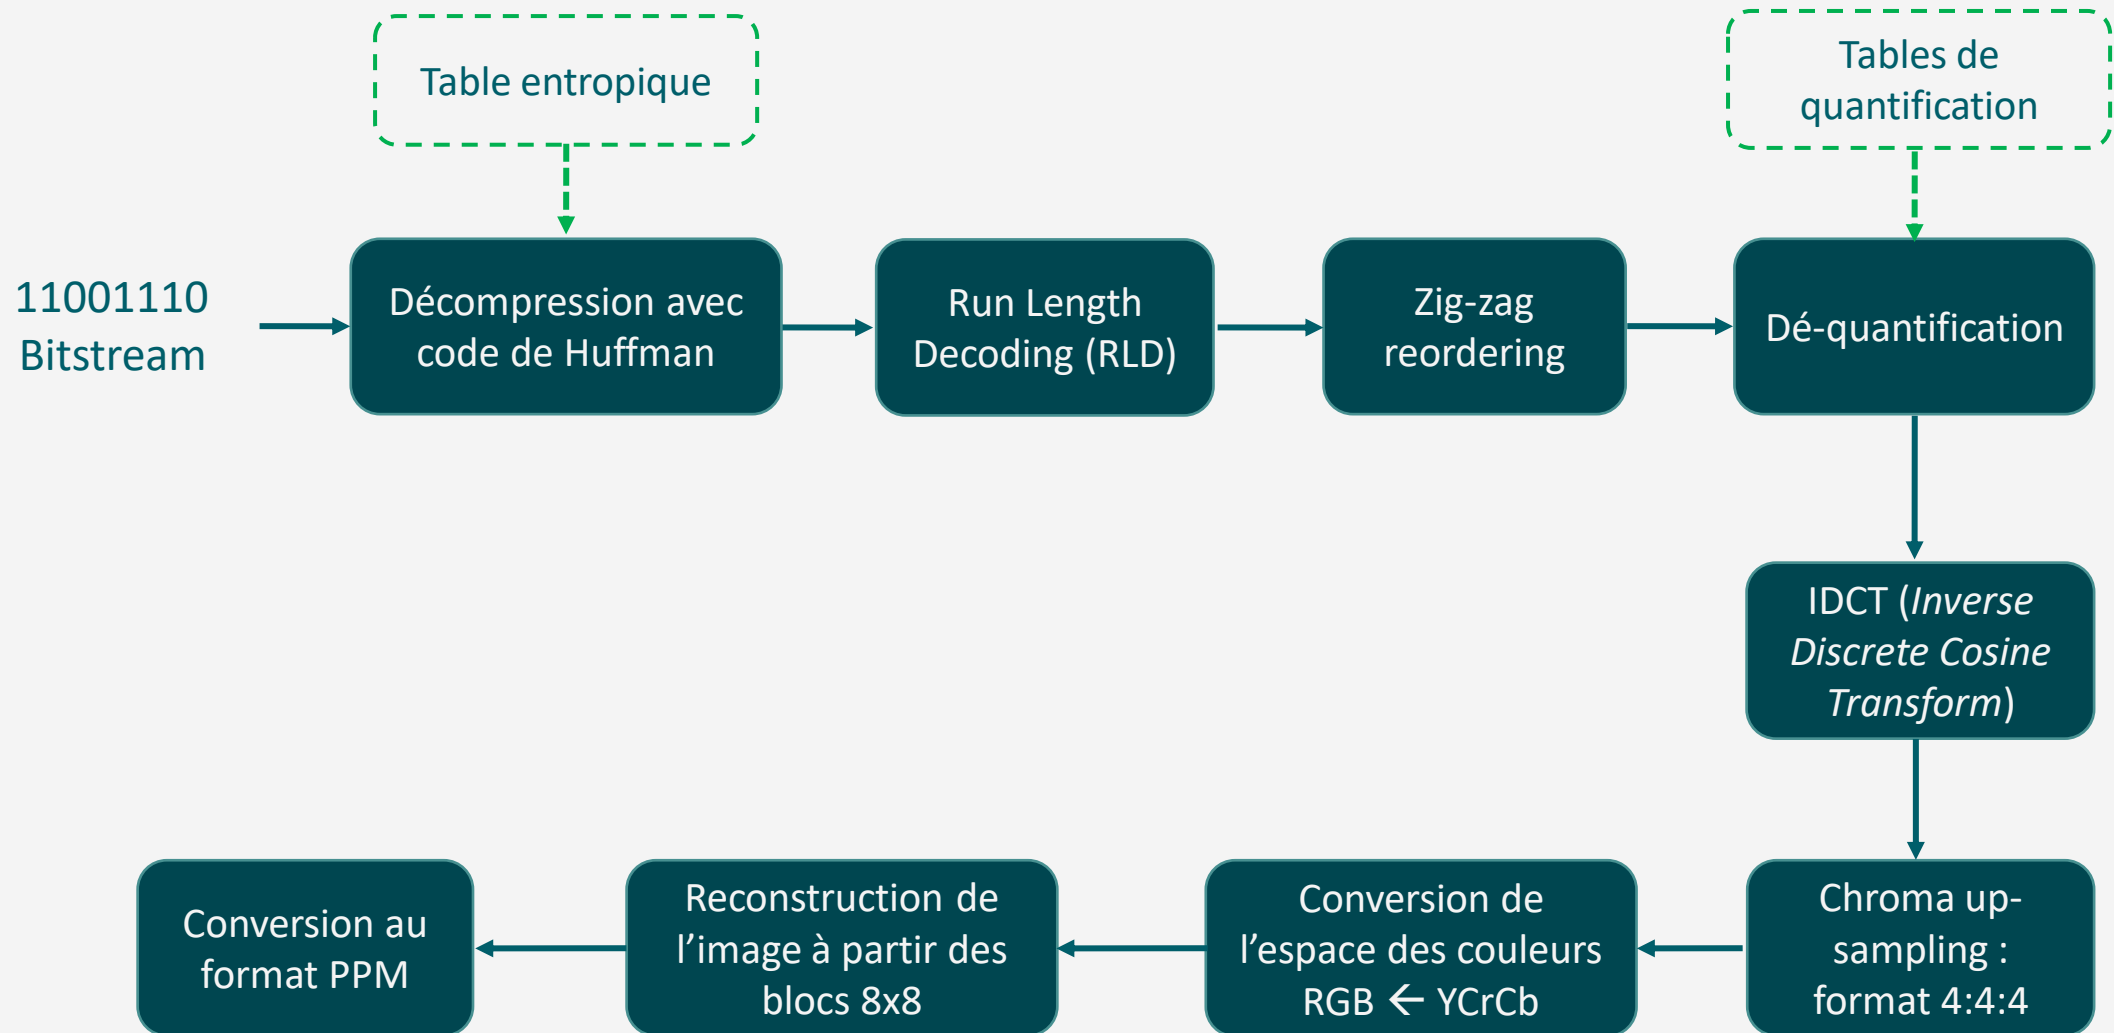 Table entropique
Tables de
quantification
11001110
Bitstream
Décompression avec
code de Huffman
Run Length
Decoding (RLD)
Zig-zag
reordering
Dé-quantification
IDCT (Inverse
Discrete Cosine
Transform)
Chroma up-
sampling :
format 4:4:4
Conversion de
l’espace des couleurs
RGB ← YCrCb
Reconstruction de
l’image à partir des
blocs 8x8
Conversion au
format PPM